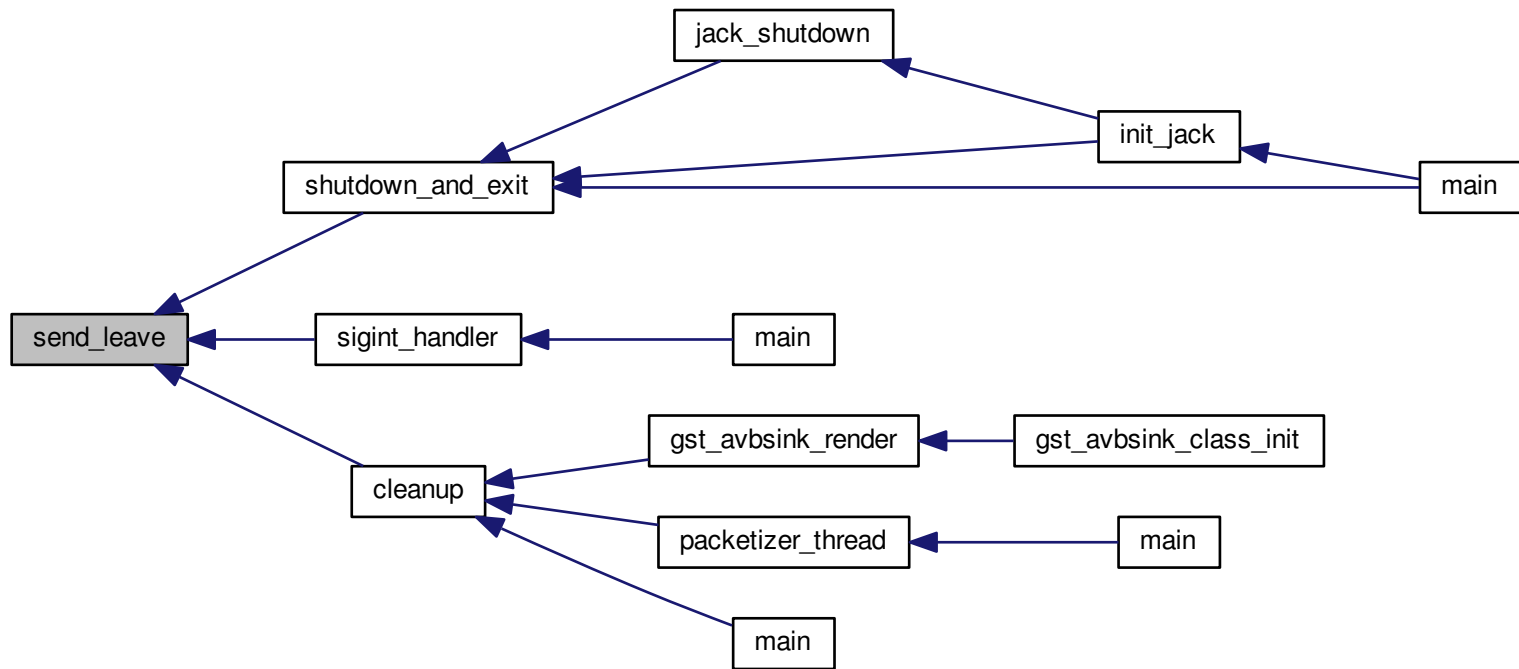 jack_shutdown
init_jack
shutdown_and_exit
main
send_leave
sigint_handler
main
gst_avbsink_render
gst_avbsink_class_init
cleanup
packetizer_thread
main
main